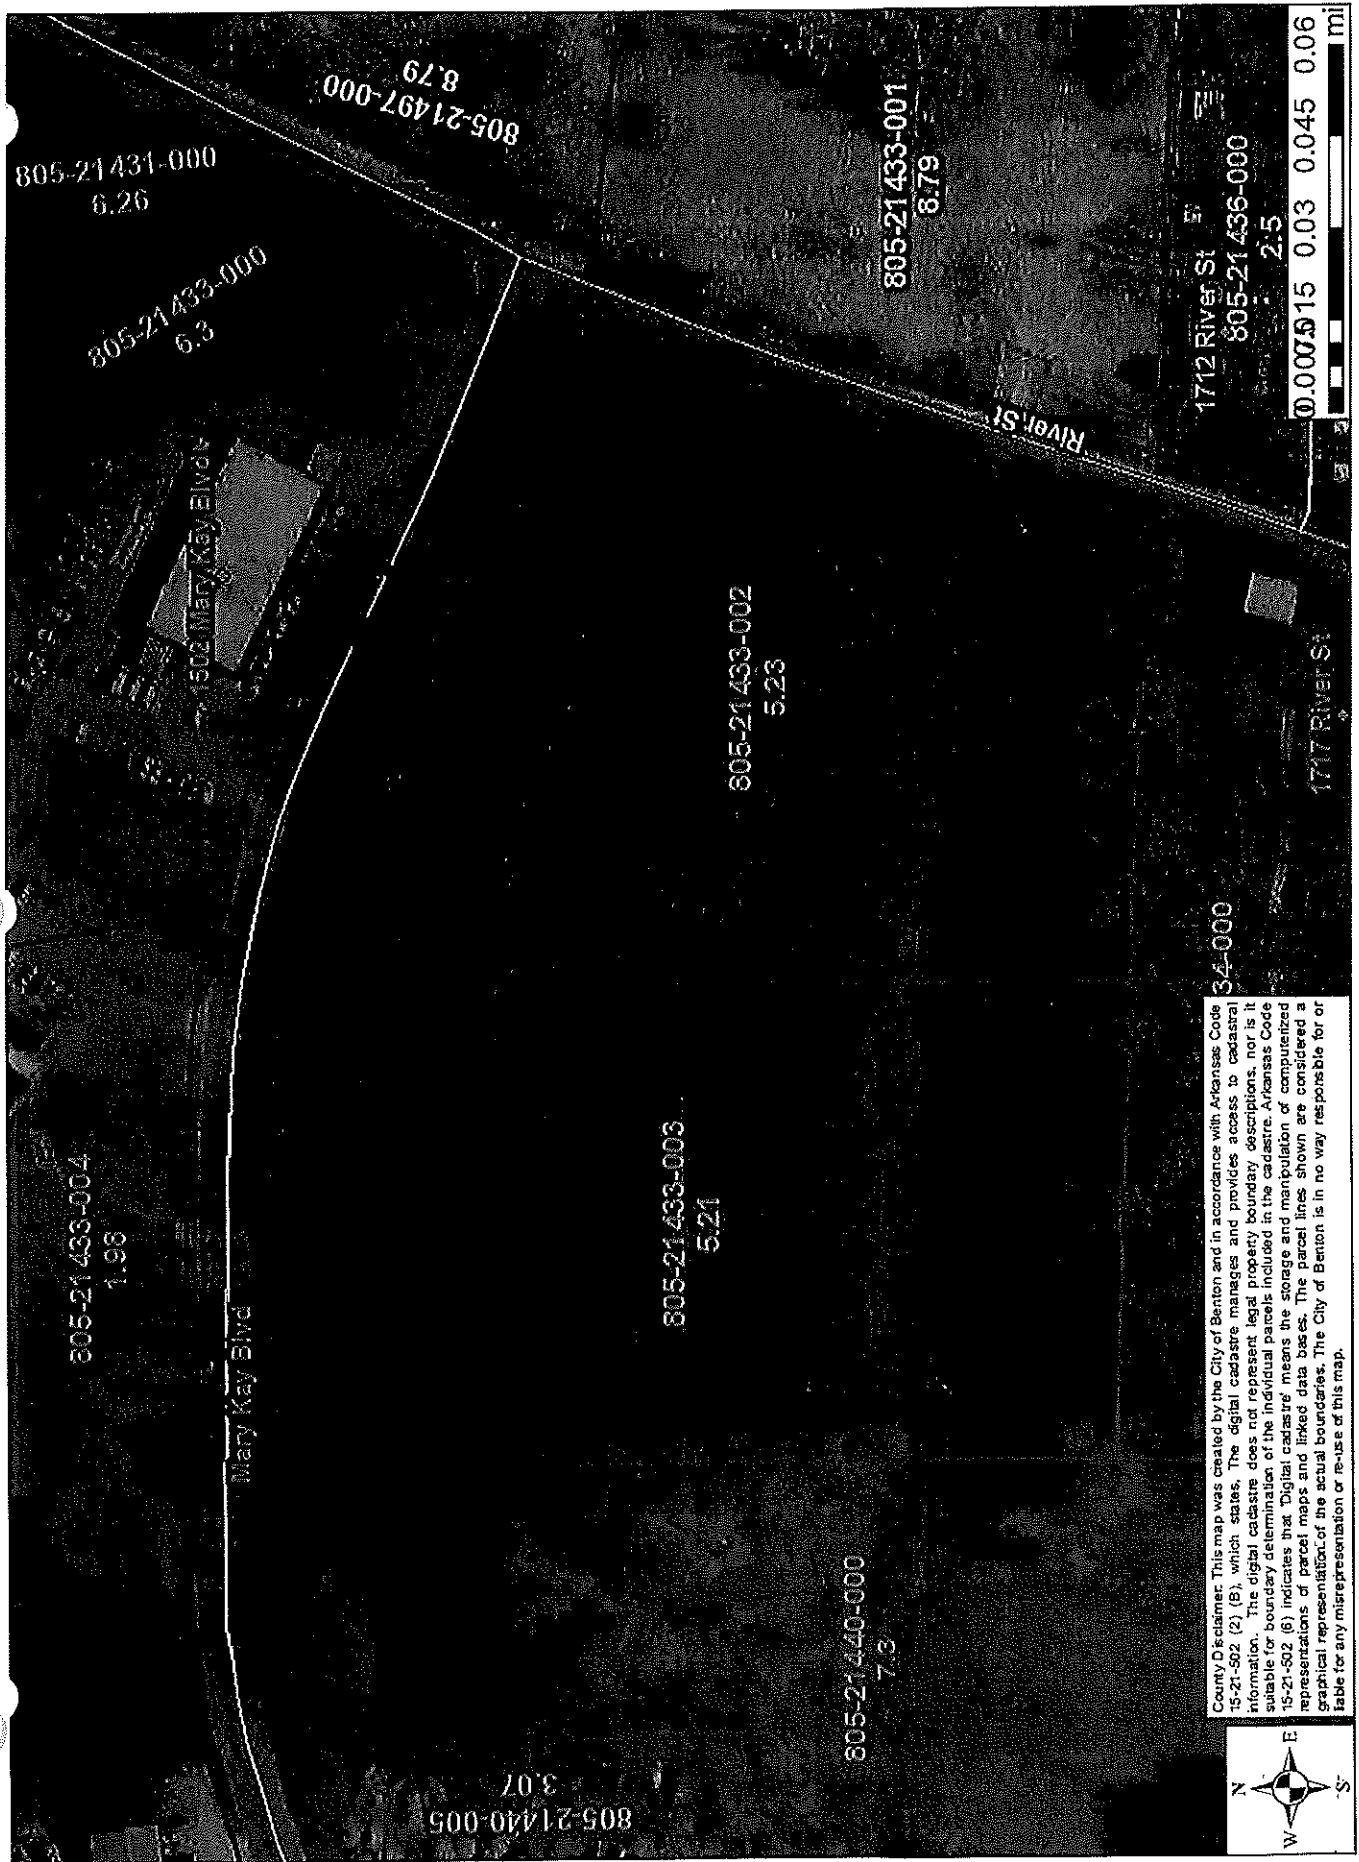 805-21433-004
1.98
Mary Kay Blvd
1502 Mary Kay Blvd
805-21433-000
6.3
805-21431-000
6.26
805-21497-000
8.79
805-21440-005
3.07
805-21433-003
5.21
805-21433-002
5.23
805-21433-001
8.79
River St
805-21440-000
7.3
34-000
1717 River St
1712 River St
805-21436-000
2.5
N
W
E
S
County Disclaimer: This map was created by the City of Benton and in accordance with Arkansas Code
15-21-502 (2) (B), which states, The digital cadastre manages and provides access to cadastral
information. The digital cadastre does not represent legal property boundary descriptions, nor is it
suitable for boundary determination of the individual parcels included in the cadastre. Arkansas Code
15-21-502 (6) indicates that 'Digital cadastre' means the storage and manipulation of computerized
representations of parcel maps and linked data bases. The parcel lines shown are considered a
graphical representation of the actual boundaries. The City of Benton is in no way responsible for or
liable for any misrepresentation or re-use of this map.
0.015 0.03 0.045 0.06
mi